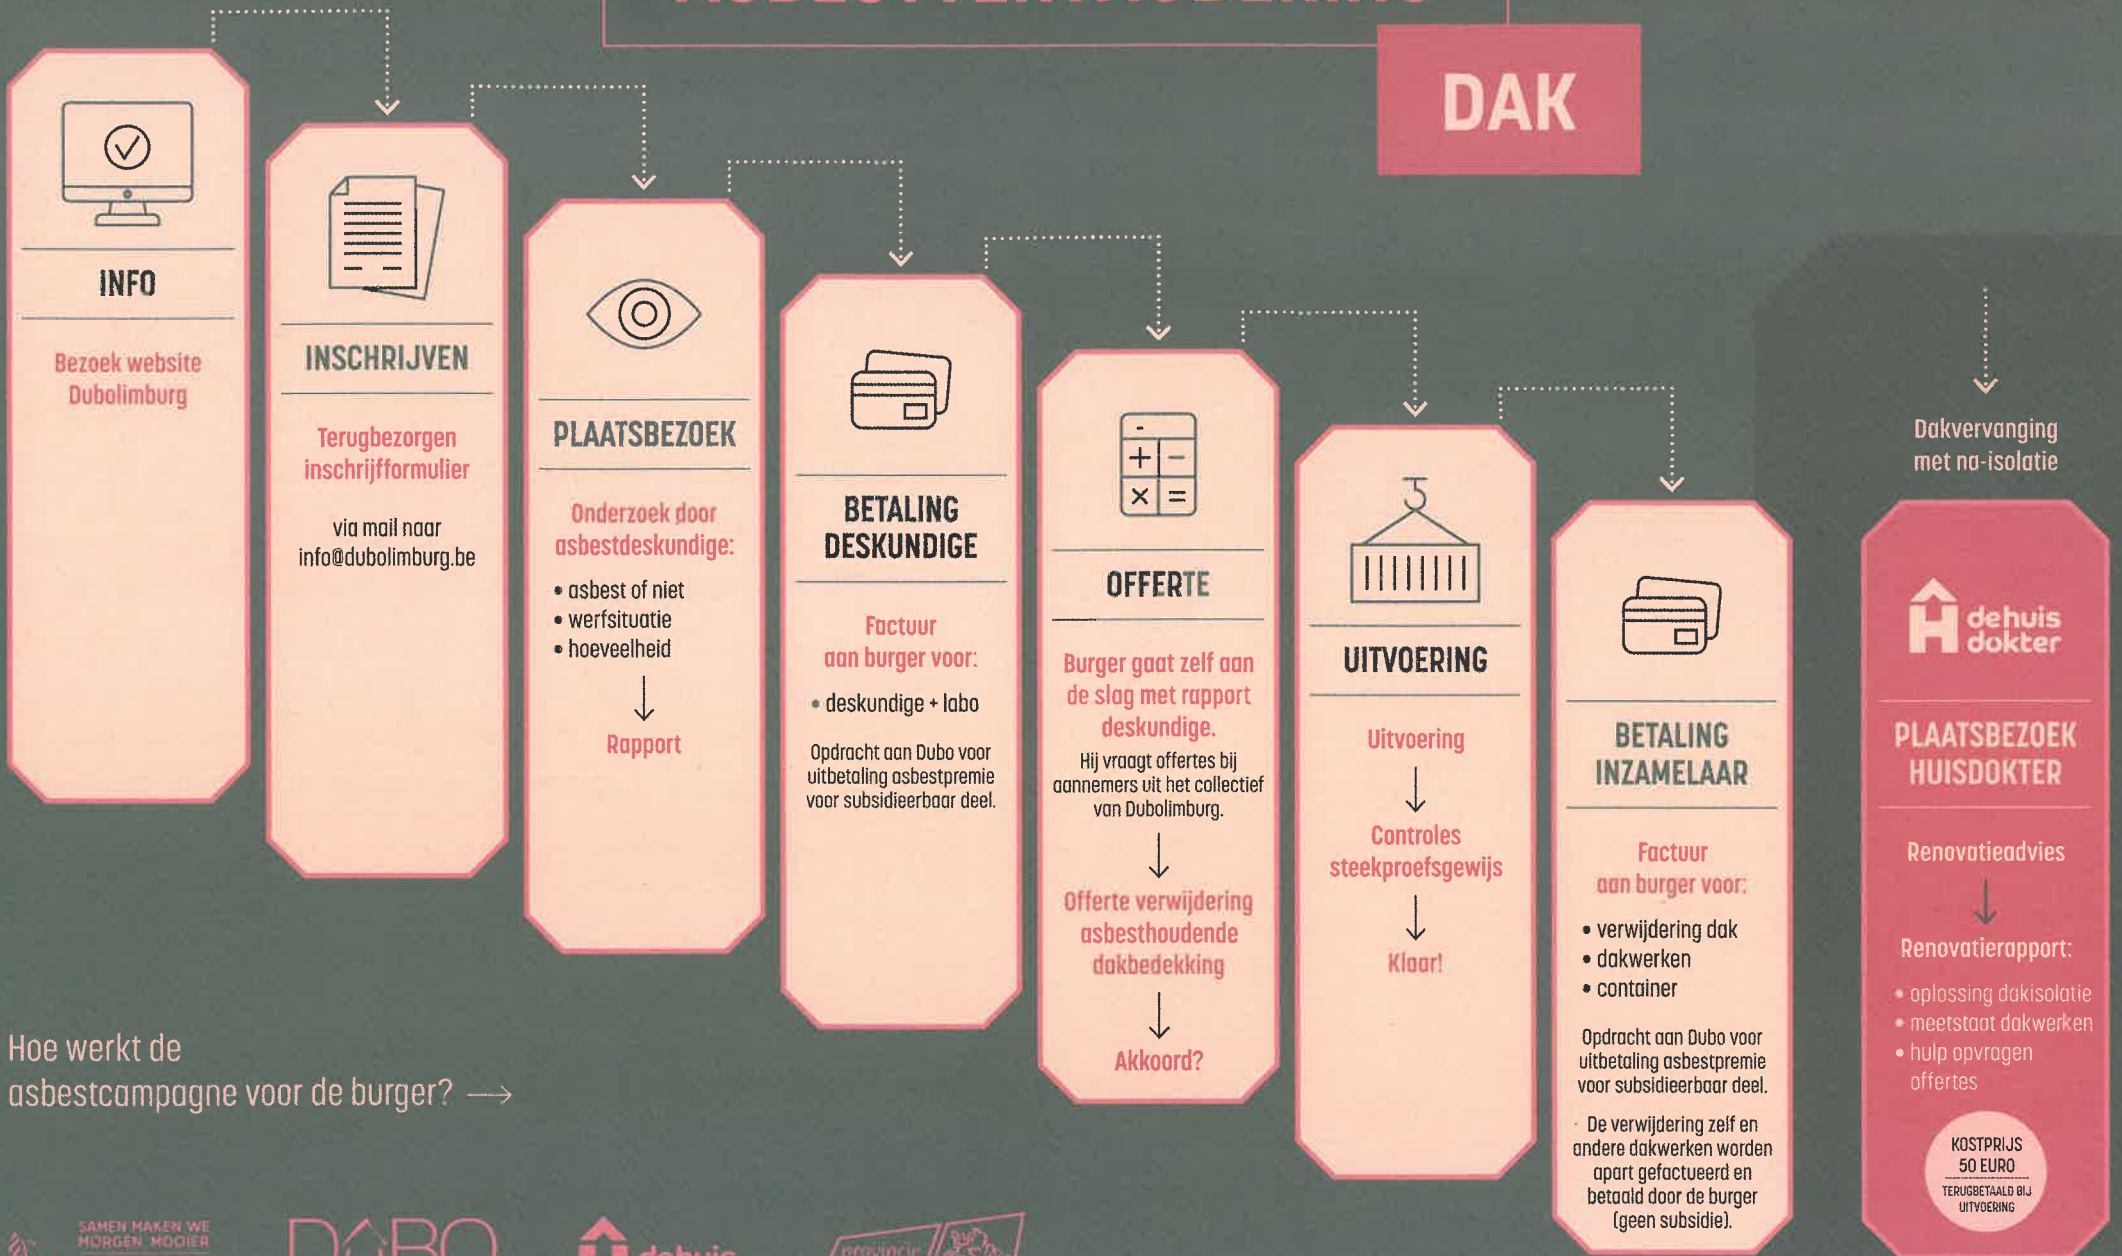 DAK
INFO
Bezoek website
Dubolimburg
INSCHRIJVEN
Terugbezorgen
inschrijfformulier
via mail naar
info@dubolimburg.be
PLAATSBEZOEK
Onderzoek door
asbestdeskundige:
• asbest of niet
• werfsituatie
• hoeveelheid
Rapport
BETALING
DESKUNDIGE
Factuur
aan burger voor:
• deskundige + labo
Opdracht aan Dubo voor
uitbetaling asbestpremie
voor subsidieerbaar deel.
OFFERTE
Burger gaat zelf aan
de slag met rapport
deskundige.
Hij vraagt offertes bij
aannemers uit het collectief
van Dubolimburg.
Offerte verwijdering
asbesthoudende
dakbedekking
Akkoord?
UITVOERING
Uitvoering
Controles
steekproefsgewijs
Klaar!
BETALING
INZAMELAAR
Factuur
aan burger voor:
• verwijdering dak
• dakwerken
• container
Opdracht aan Dubo voor
uitbetaling asbestpremie
voor subsidieerbaar deel.
De verwijdering zelf en
andere dakwerken worden
apart gefactueerd en
betaald door de burger
(geen subsidie).
Dakvervanging
met na-isolatie
dehuis
dokter
PLAATSBEZOEK
HUISDOKTER
Renovatieadvies
Renovatierapport:
• oplossing dakisolatie
• meetstaat dakwerken
• hulp opvragen
offertes
KOSTPRIJS
50 EURO
TERUGBETAALD BIJ
UITVOERING
Hoe werkt de
asbestcampagne voor de burger?
SAMEN MAKEN WE
MORGEN MOOIER
DUBO
dehuis
provincie